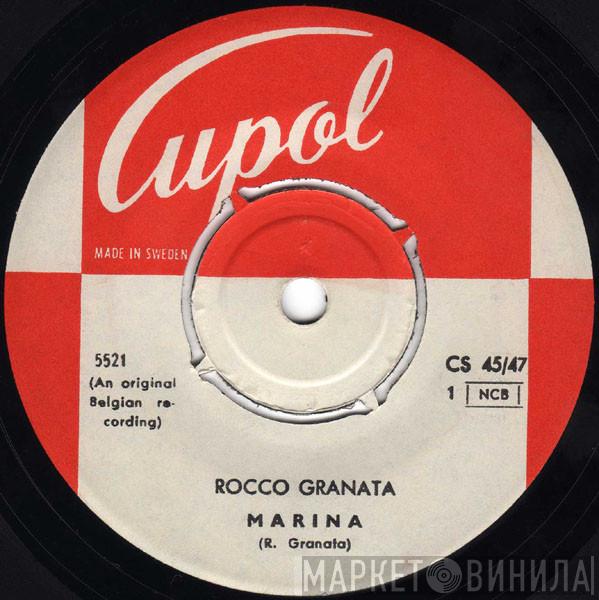 Cupol
MADE IN SWEDEN
5521
(An original
Belgian re-
cording)
CS 45/47
1 | NCB |
ROCCO GRANATA
MARINA
(R. Granata)
МАРКЕТ ВИНИЛА